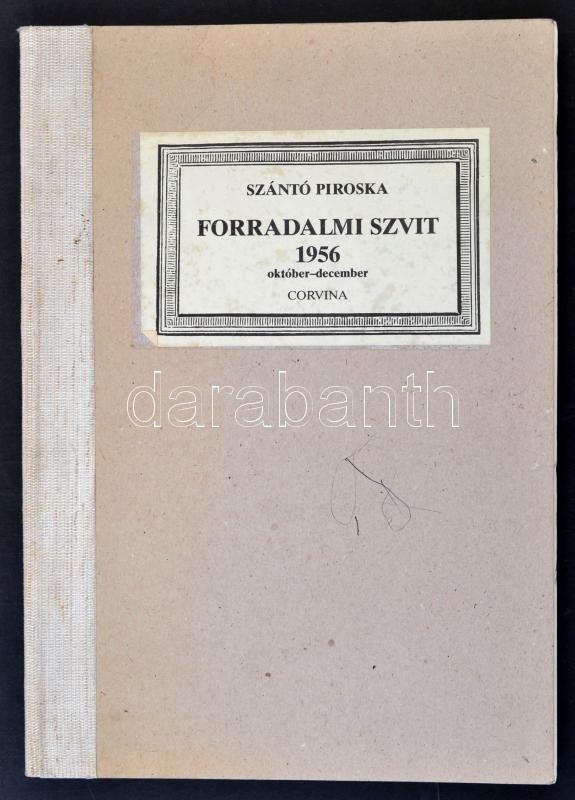 SZÁNTÓ PIROSKA
FORRADALMI SZVIT
1956
október–december
CORVINA
darabanth